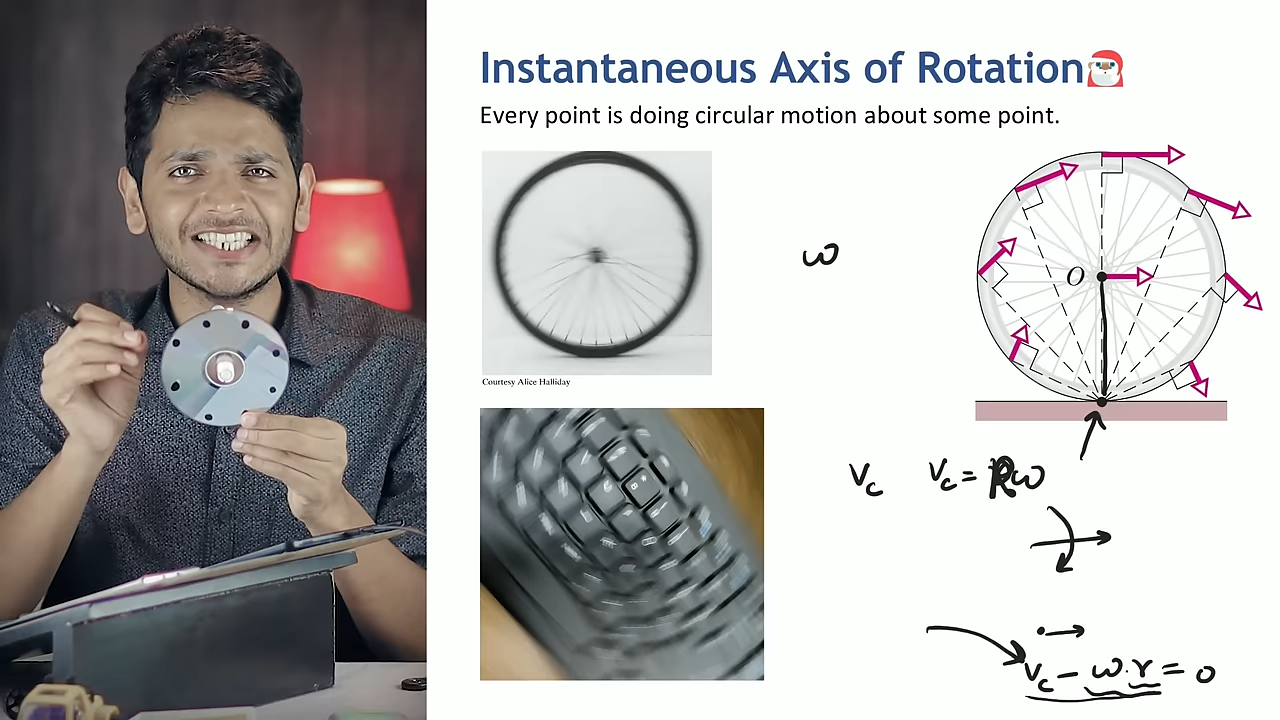 Instantaneous Axis of Rotation
Every point is doing circular motion about some point.
ω
O
Courtesy Alice Halliday
8 *
V_c V_c = Rω
V_c - ω.r = 0